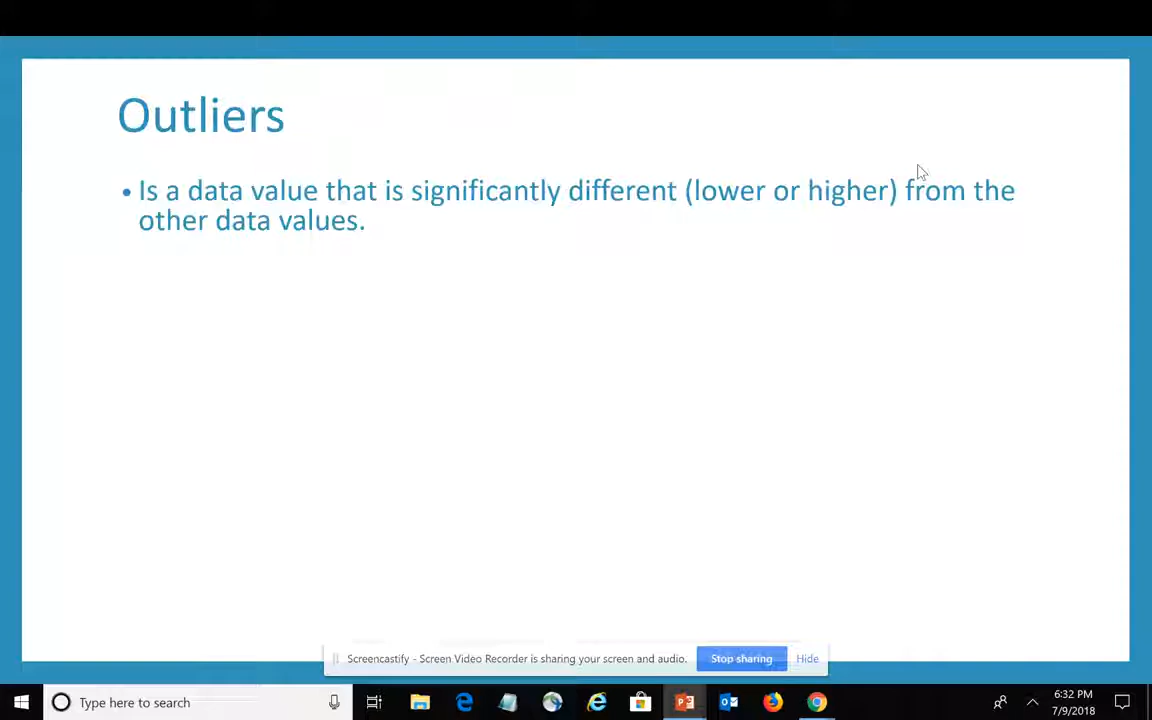 Outliers
• Is a data value that is significantly different (lower or higher) from the
other data values.
Screencastify - Screen Video Recorder is sharing your screen and audio.
Stop sharing
Hide
Type here to search
6:32 PM
7/9/2018